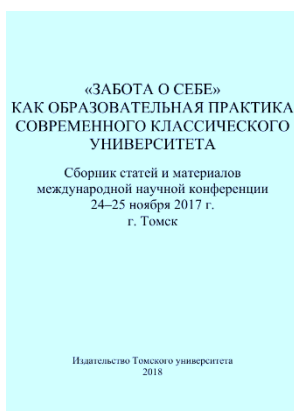 «ЗАБОТА О СЕБЕ»
КАК ОБРАЗОВАТЕЛЬНАЯ ПРАКТИКА
СОВРЕМЕННОГО КЛАССИЧЕСКОГО
УНИВЕРСИТЕТА
Сборник статей и материалов
международной научной конференции
24–25 ноября 2017 г.
г. Томск
Издательство Томского университета
2018